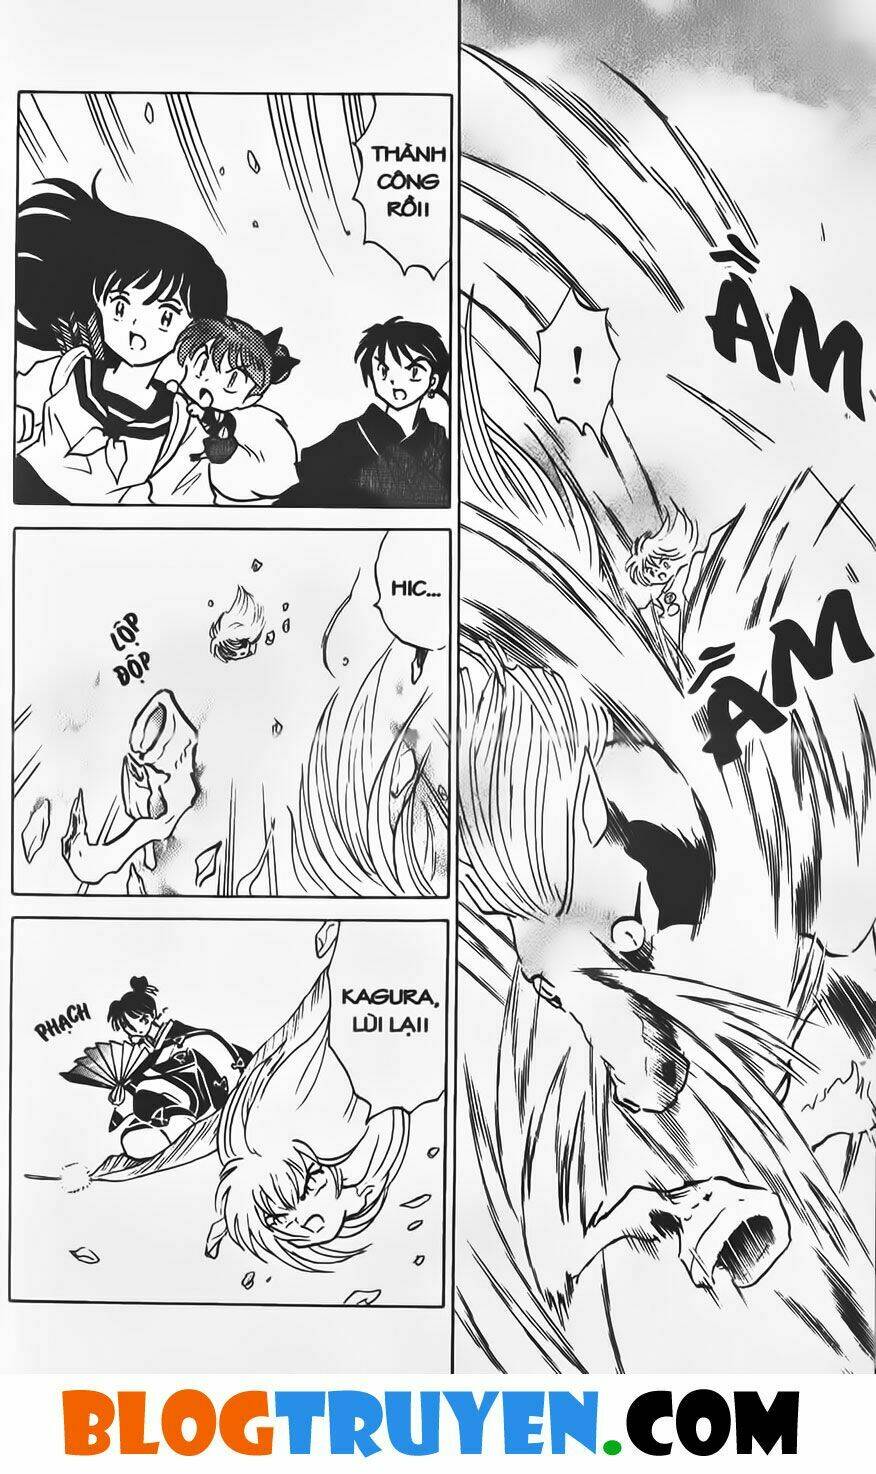 ẦM
!
ẦM
THÀNH
CÔNG
RỒI!
HIC...
LỘP
ĐỘP
KAGURA,
LÙI LẠI!
PHẠCH
BLOGTRUYEN.COM